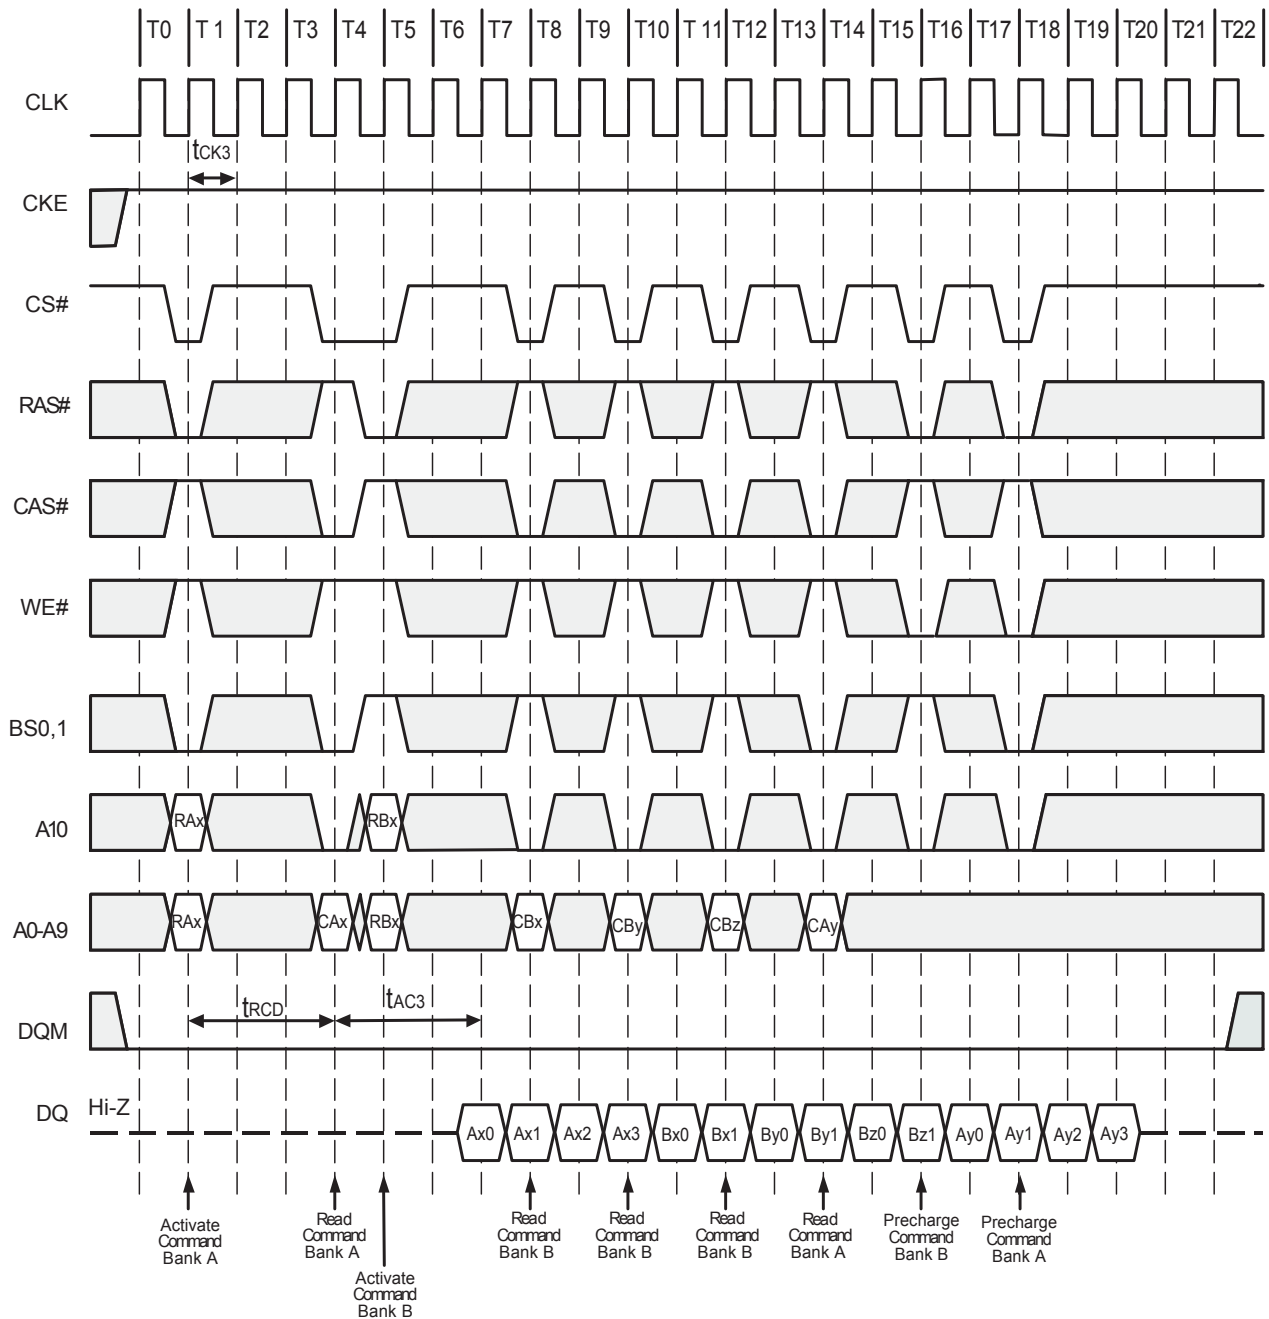 T0 T 1 T2 T3 T4 T5 T6 T7 T8 T9 T10 T 11 T12 T13 T14 T15 T16 T17 T18 T19 T20 T21 T22
CLK
tCK3
CKE
CS#
RAS#
CAS#
WE#
BS0,1
A10 RAx RBx
A0-A9 RAx CAx RBx CBx CBy CBz CAy
tRCD tAC3
DQM
DQ Hi-Z
Ax0 Ax1 Ax2 Ax3 Bx0 Bx1 By0 By1 Bz0 Bz1 Ay0 Ay1 Ay2 Ay3
Activate
Command
Bank A
Read
Command
Bank A
Activate
Command
Bank B
Read
Command
Bank B
Read
Command
Bank B
Read
Command
Bank B
Read
Command
Bank A
Precharge
Command
Bank B
Precharge
Command
Bank A